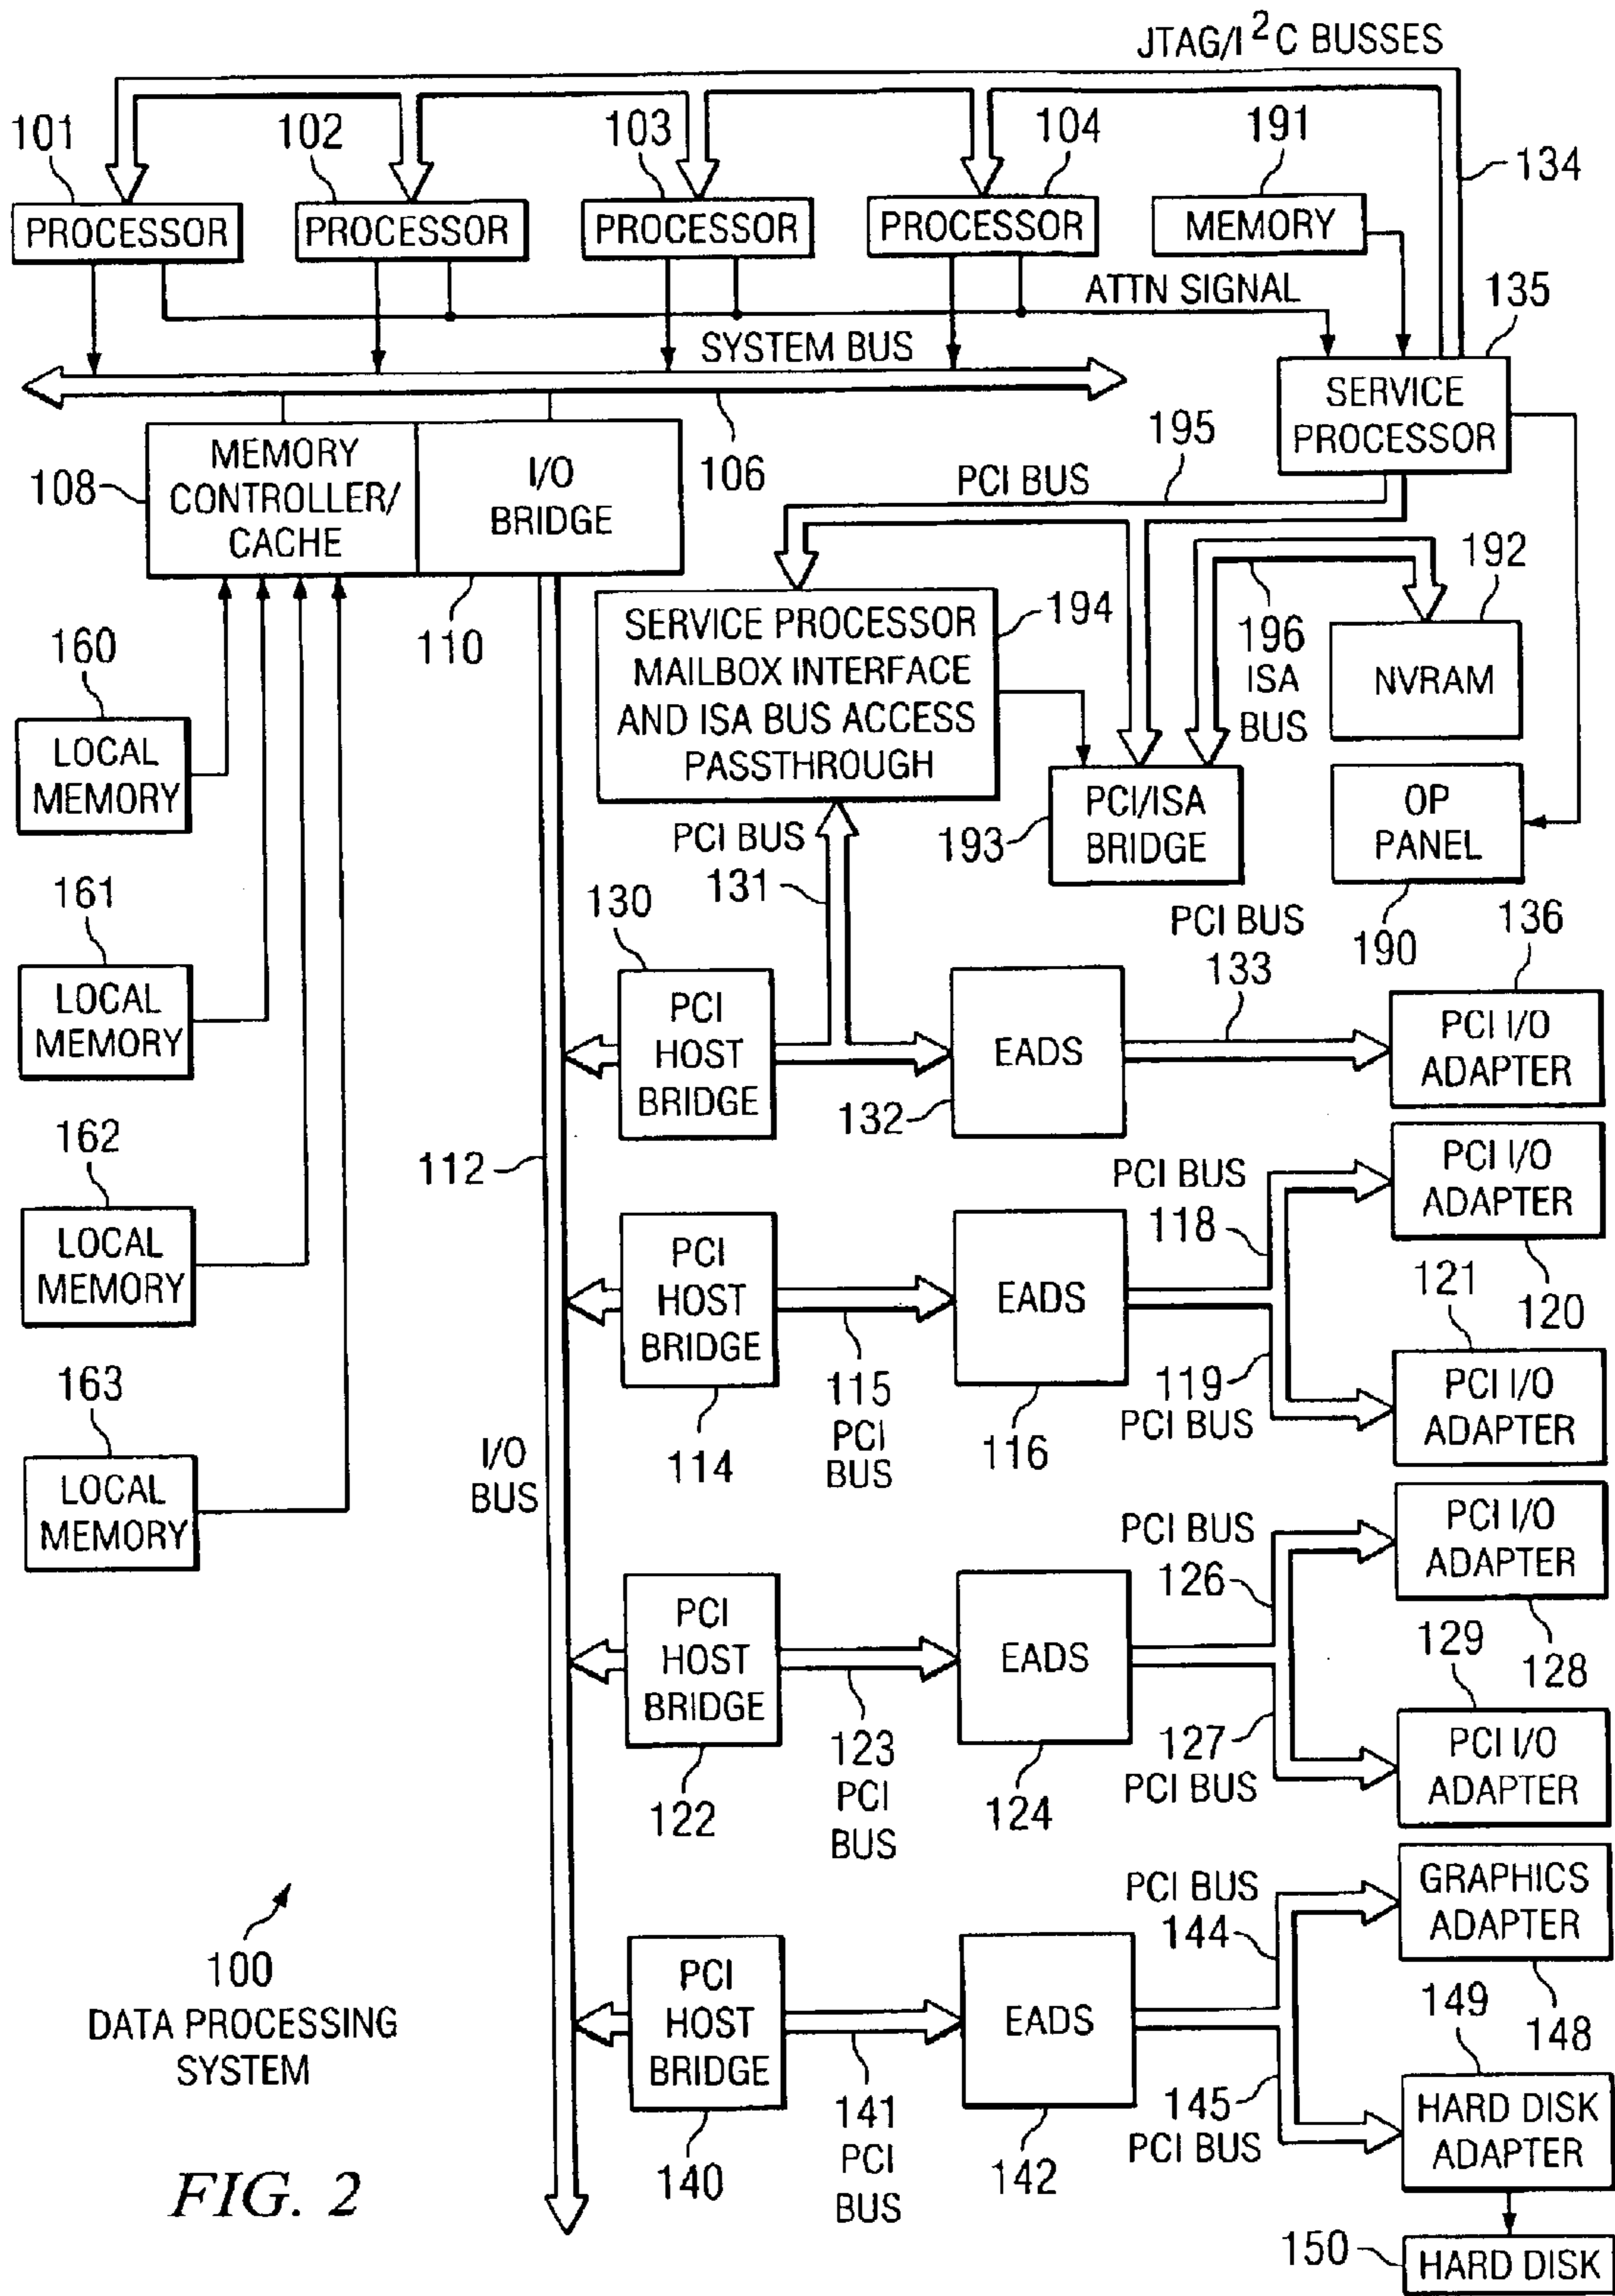 JTAG/I²C BUSSES
101
102
103
104
191
134
PROCESSOR
PROCESSOR
PROCESSOR
PROCESSOR
MEMORY
ATTN SIGNAL
135
SYSTEM BUS
SERVICE
PROCESSOR
108
MEMORY
CONTROLLER/
CACHE
I/O
BRIDGE
106
195
PCI BUS
110
SERVICE PROCESSOR
MAILBOX INTERFACE
AND ISA BUS ACCESS
PASSTHROUGH
194
196
ISA
BUS
192
NVRAM
160
LOCAL
MEMORY
PCI BUS
131
193
PCI/ISA
BRIDGE
OP
PANEL
190
161
LOCAL
MEMORY
130
PCI
HOST
BRIDGE
EADS
132
PCI BUS
133
136
PCI I/O
ADAPTER
162
LOCAL
MEMORY
112
PCI BUS
118
PCI I/O
ADAPTER
120
PCI
HOST
BRIDGE
114
115
PCI
BUS
EADS
116
119
PCI BUS
121
PCI I/O
ADAPTER
163
LOCAL
MEMORY
I/O
BUS
PCI BUS
126
PCI I/O
ADAPTER
128
PCI
HOST
BRIDGE
122
123
PCI
BUS
EADS
124
127
PCI BUS
129
PCI I/O
ADAPTER
PCI BUS
144
GRAPHICS
ADAPTER
148
100
DATA PROCESSING
SYSTEM
PCI
HOST
BRIDGE
140
141
PCI
BUS
EADS
142
145
PCI BUS
149
HARD DISK
ADAPTER
150
HARD DISK
FIG. 2